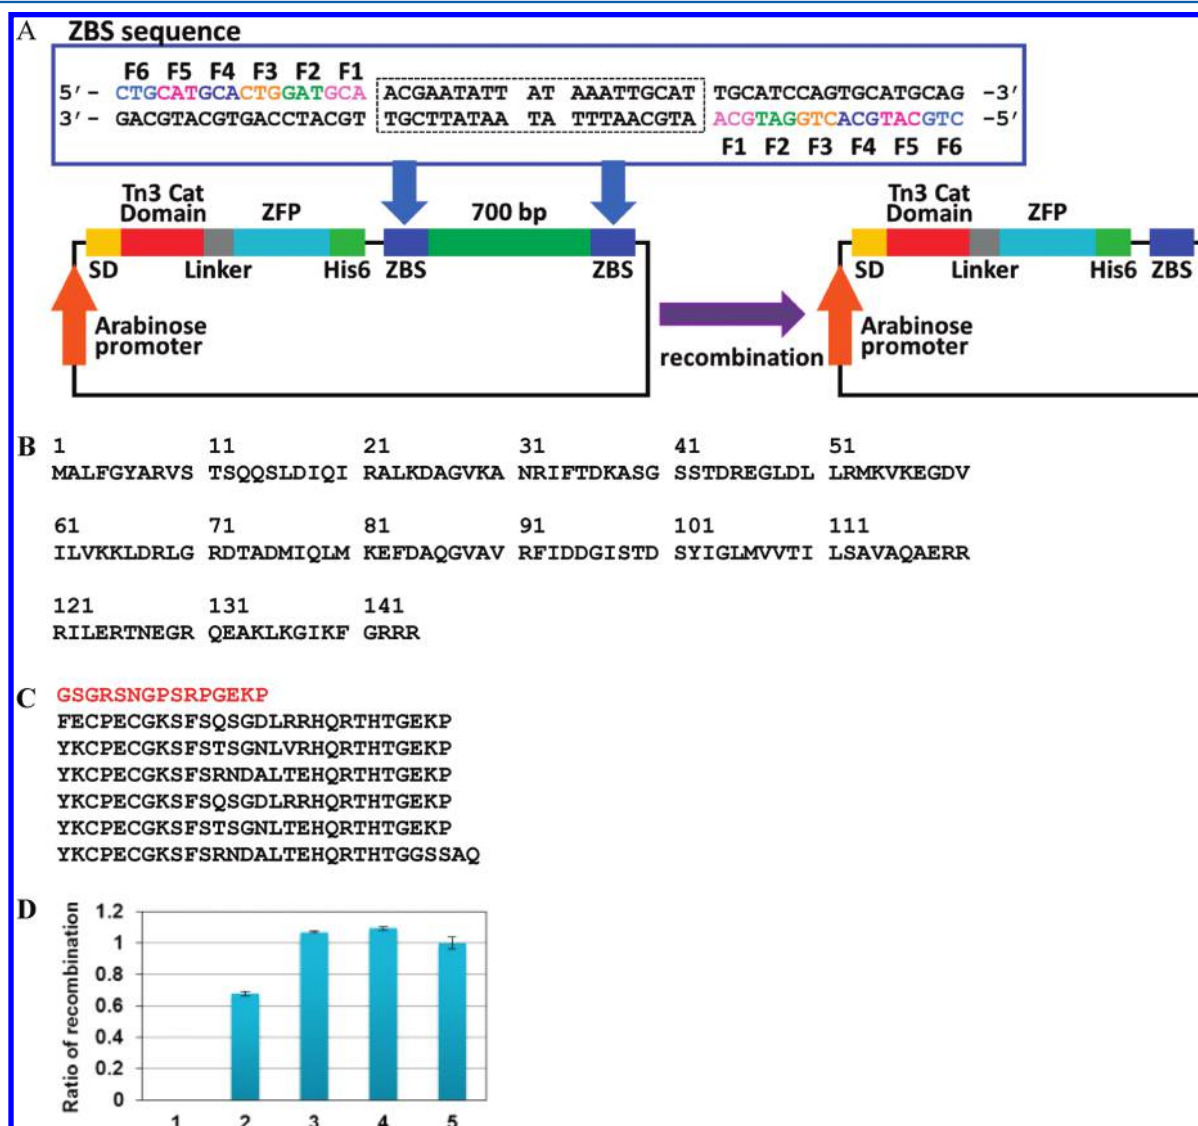 A ZBS sequence
F6 F5 F4 F3 F2 F1
5′- CTGCATGCACTGGATGCA ACGAATATT AT AAATTGCAT TGCATCCAGTGCATGCAG -3′
3′- GACGTACGTGACCTACGT TGCTTATAA TA TTTAACGTA ACGTAGGTCACGTACGTC -5′
F1 F2 F3 F4 F5 F6
Tn3 Cat Domain ZFP 700 bp Tn3 Cat Domain ZFP
SD Linker His6 ZBS ZBS SD Linker His6 ZBS
Arabinose promoter recombination Arabinose promoter
B 1 11 21 31 41 51
MALFGYARVS TSQQSLDIQI RALKDAGVKA NRIFTDKASG SSTDREGLDL LRMKVKEGDV
61 71 81 91 101 111
ILVKKLDRLG RDTADMIQLM KEFDAQGVAV RFIDDGISTD SYIGLMVVTI LSAVAQAERR
121 131 141
RILERTNEGR QEAKLKGIKF GRRR
C GSGRSNGPSRPGEKP
FECPECGKSFSQSGDLRRHQRTHTGEKP
YKCPECGKSFSTSGNLVRHQRTHTGEKP
YKCPECGKSFSRNDALTEHQRTHTGEKP
YKCPECGKSFSQSGDLRRHQRTHTGEKP
YKCPECGKSFSTSGNLTEHQRTHTGEKP
YKCPECGKSFSRNDALTEHQRTHTGGSSAQ
D
Ratio of recombination
1.2
1
0.8
0.6
0.4
0.2
0
1 2 3 4 5